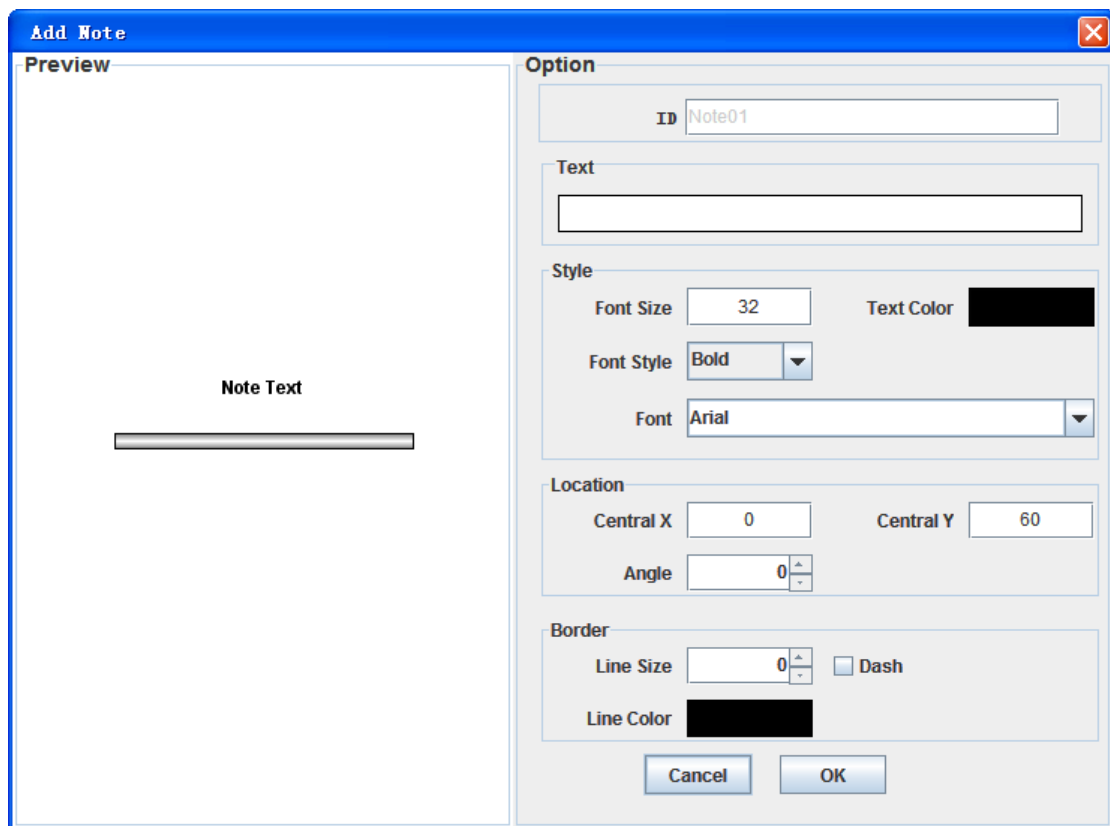 Add Note
Preview
Note Text
Option
ID Note01
Text
Style
Font Size 32 Text Color
Font Style Bold
Font Arial
Location
Central X 0 Central Y 60
Angle 0
Border
Line Size 0 Dash
Line Color
Cancel OK